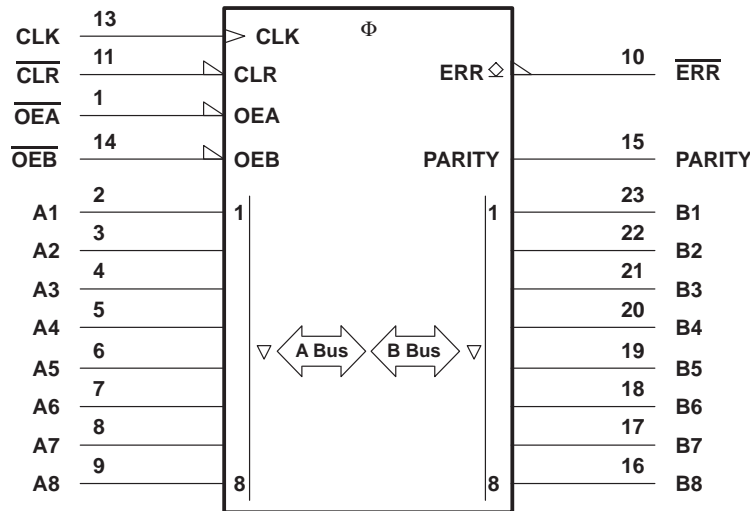 13
CLK
CLK
Φ
11
CLR
CLR
ERR
10
ERR
1
OEA
OEA
14
OEB
OEB
PARITY
15
PARITY
2
A1
1
1
23
B1
3
A2
22
B2
4
A3
21
B3
5
A4
20
B4
A Bus
B Bus
6
A5
19
B5
7
A6
18
B6
8
A7
17
B7
9
A8
8
8
16
B8